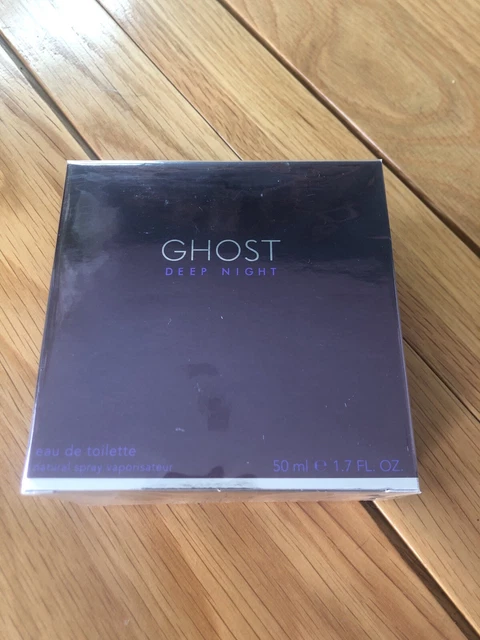 GHOST
DEEP NIGHT
eau de toilette
natural spray vaporisateur
50 ml ℮ 1.7 FL. OZ.